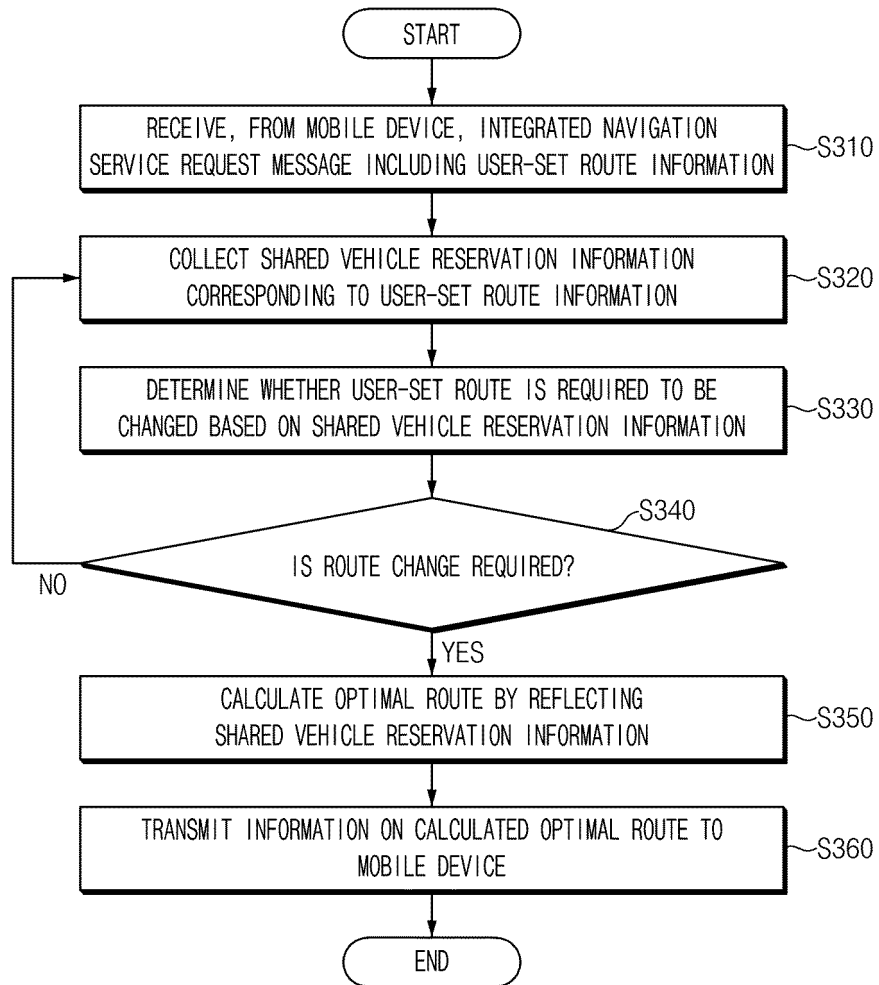 START
RECEIVE, FROM MOBILE DEVICE, INTEGRATED NAVIGATION
SERVICE REQUEST MESSAGE INCLUDING USER-SET ROUTE INFORMATION
S310
COLLECT SHARED VEHICLE RESERVATION INFORMATION
CORRESPONDING TO USER-SET ROUTE INFORMATION
S320
DETERMINE WHETHER USER-SET ROUTE IS REQUIRED TO BE
CHANGED BASED ON SHARED VEHICLE RESERVATION INFORMATION
S330
S340
IS ROUTE CHANGE REQUIRED?
NO
YES
CALCULATE OPTIMAL ROUTE BY REFLECTING
SHARED VEHICLE RESERVATION INFORMATION
S350
TRANSMIT INFORMATION ON CALCULATED OPTIMAL ROUTE TO
MOBILE DEVICE
S360
END